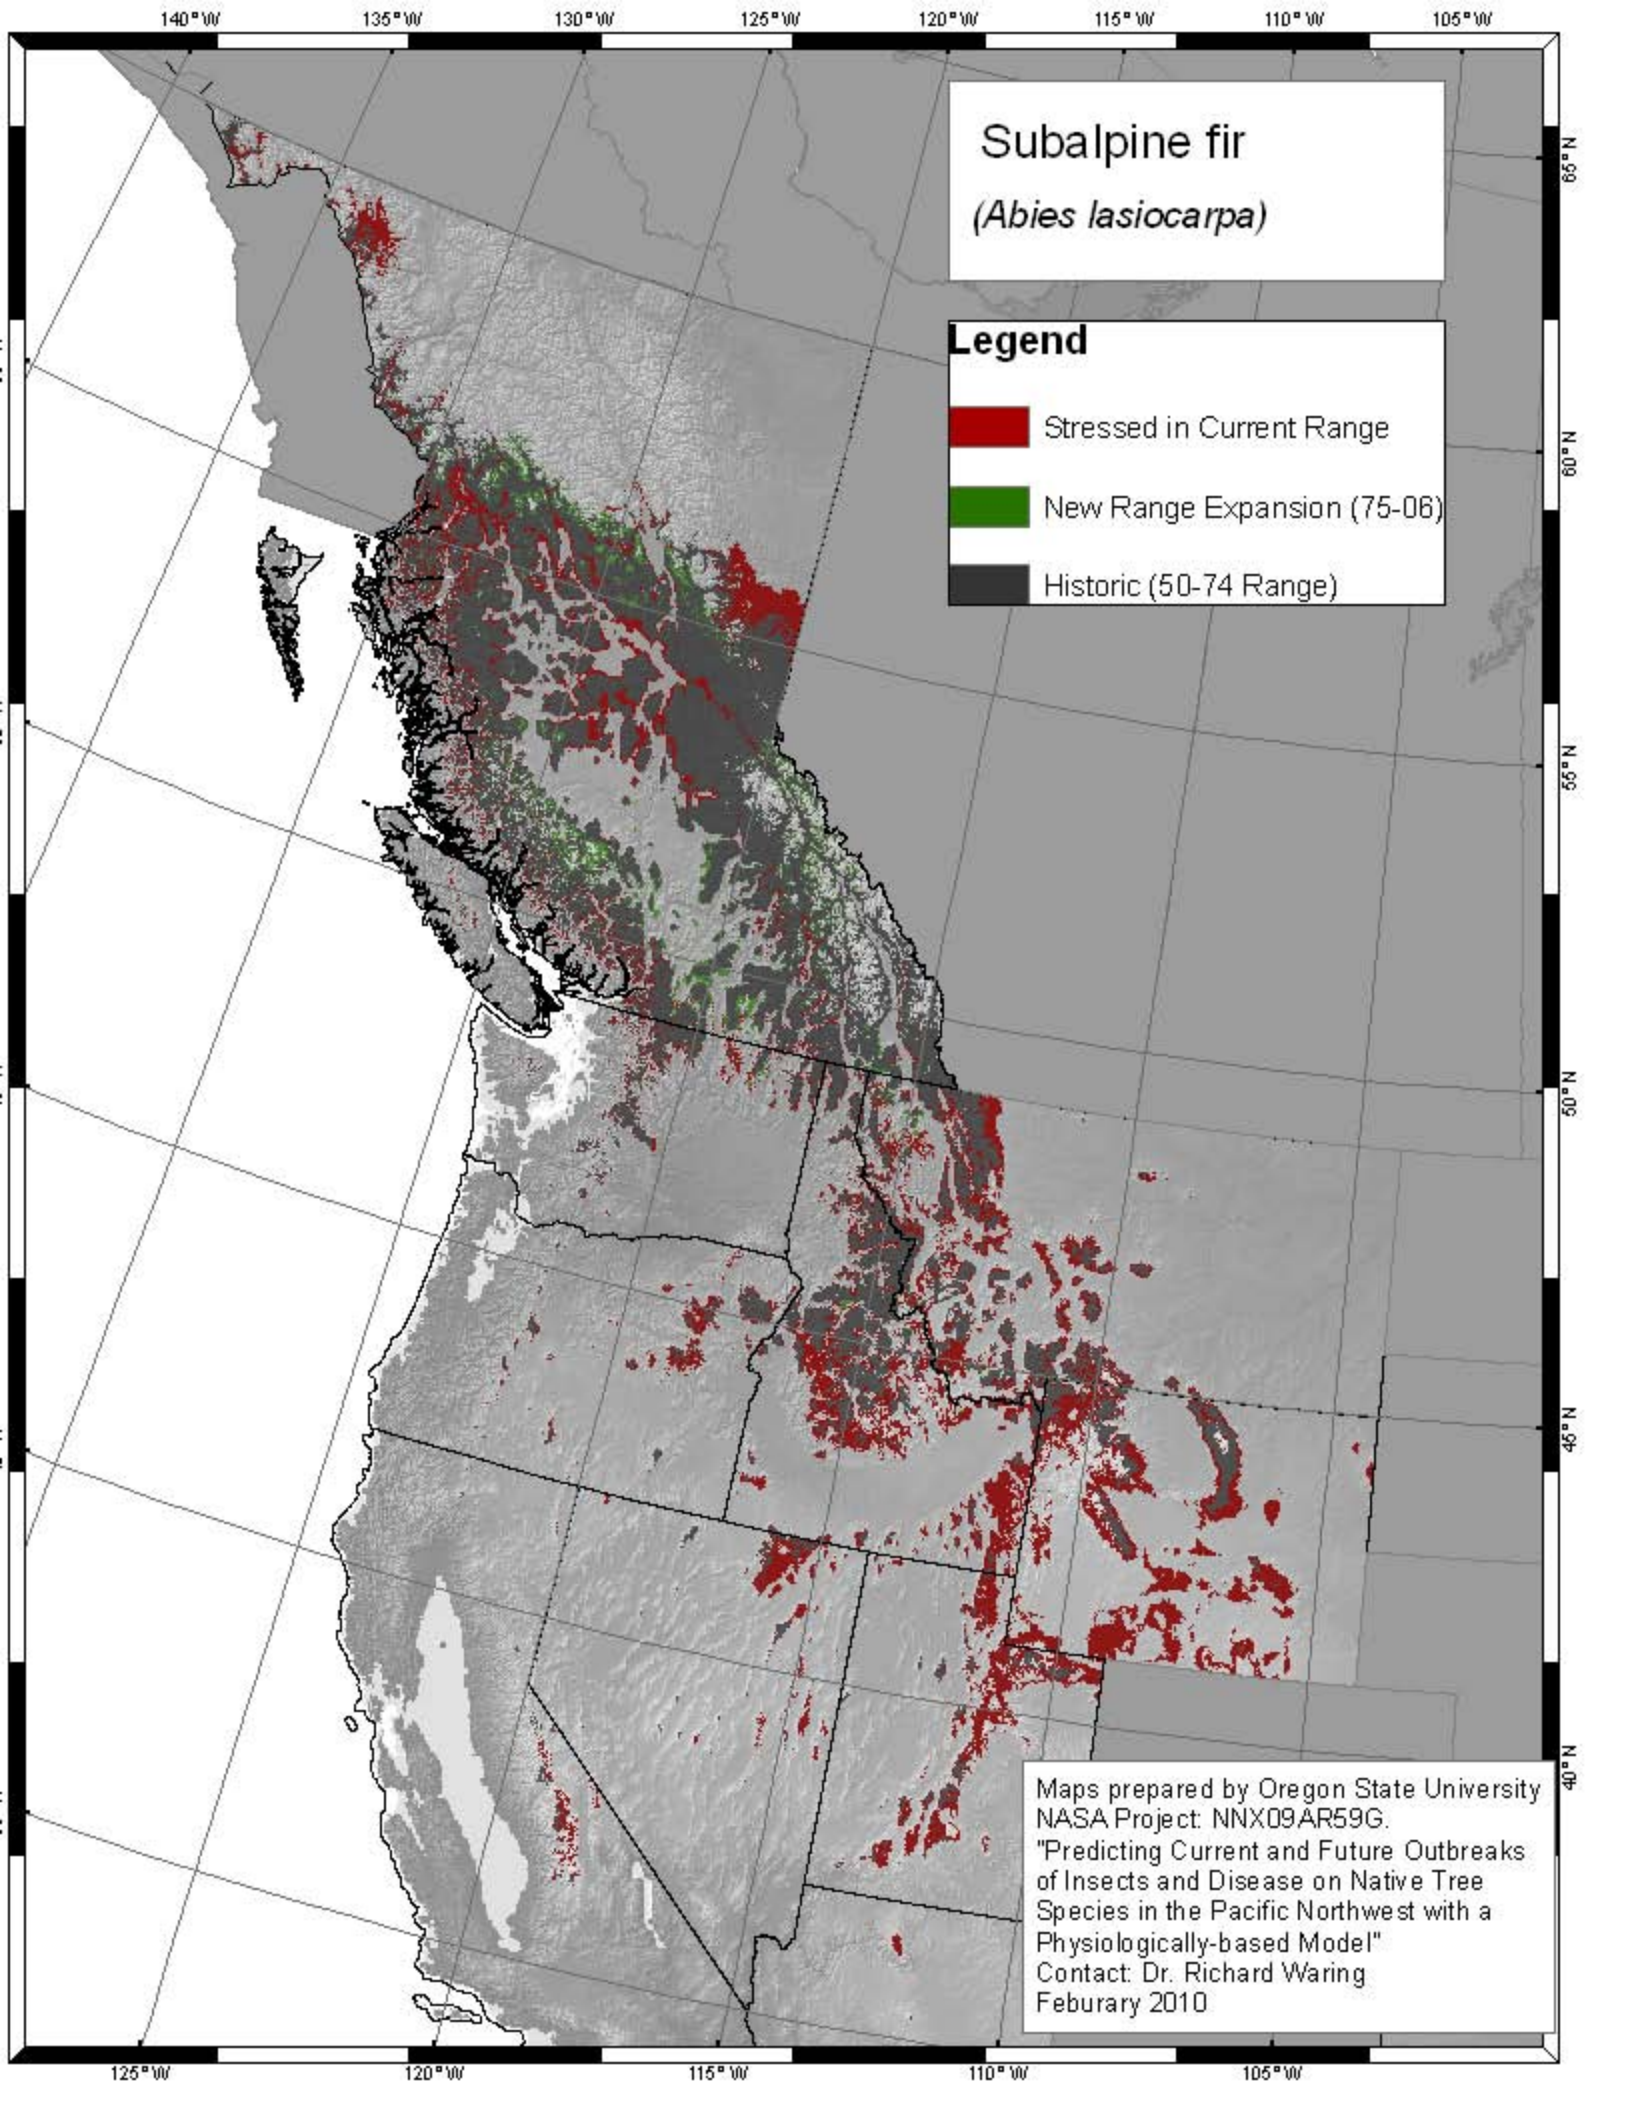 140°W 135°W 130°W 125°W 120°W 115°W 110°W 105°W
Subalpine fir
(Abies lasiocarpa)
Legend
Stressed in Current Range
New Range Expansion (75-06)
Historic (50-74 Range)
65°N
60°N
55°N
50°N
45°N
40°N
Maps prepared by Oregon State University
NASA Project: NNX09AR59G.
"Predicting Current and Future Outbreaks
of Insects and Disease on Native Tree
Species in the Pacific Northwest with a
Physiologically-based Model"
Contact: Dr. Richard Waring
Feburary 2010
125°W 120°W 115°W 110°W 105°W